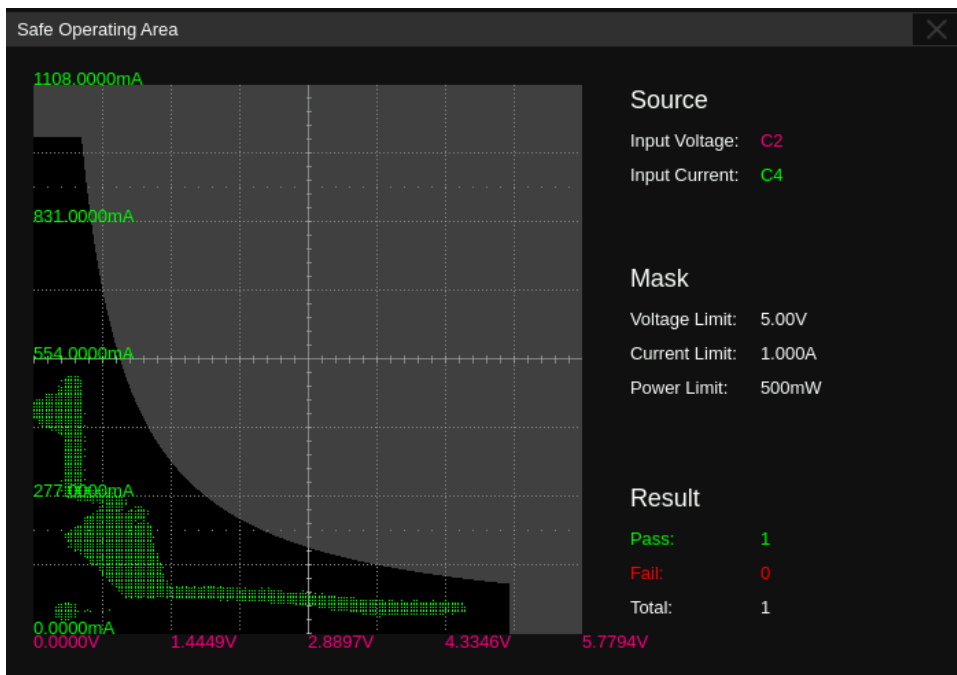 Safe Operating Area
1108.0000mA
831.0000mA
554.0000mA
277.0000mA
0.0000mA
0.0000V 1.4449V 2.8897V 4.3346V 5.7794V
Source
Input Voltage: C2
Input Current: C4
Mask
Voltage Limit: 5.00V
Current Limit: 1.000A
Power Limit: 500mW
Result
Pass: 1
Fail: 0
Total: 1